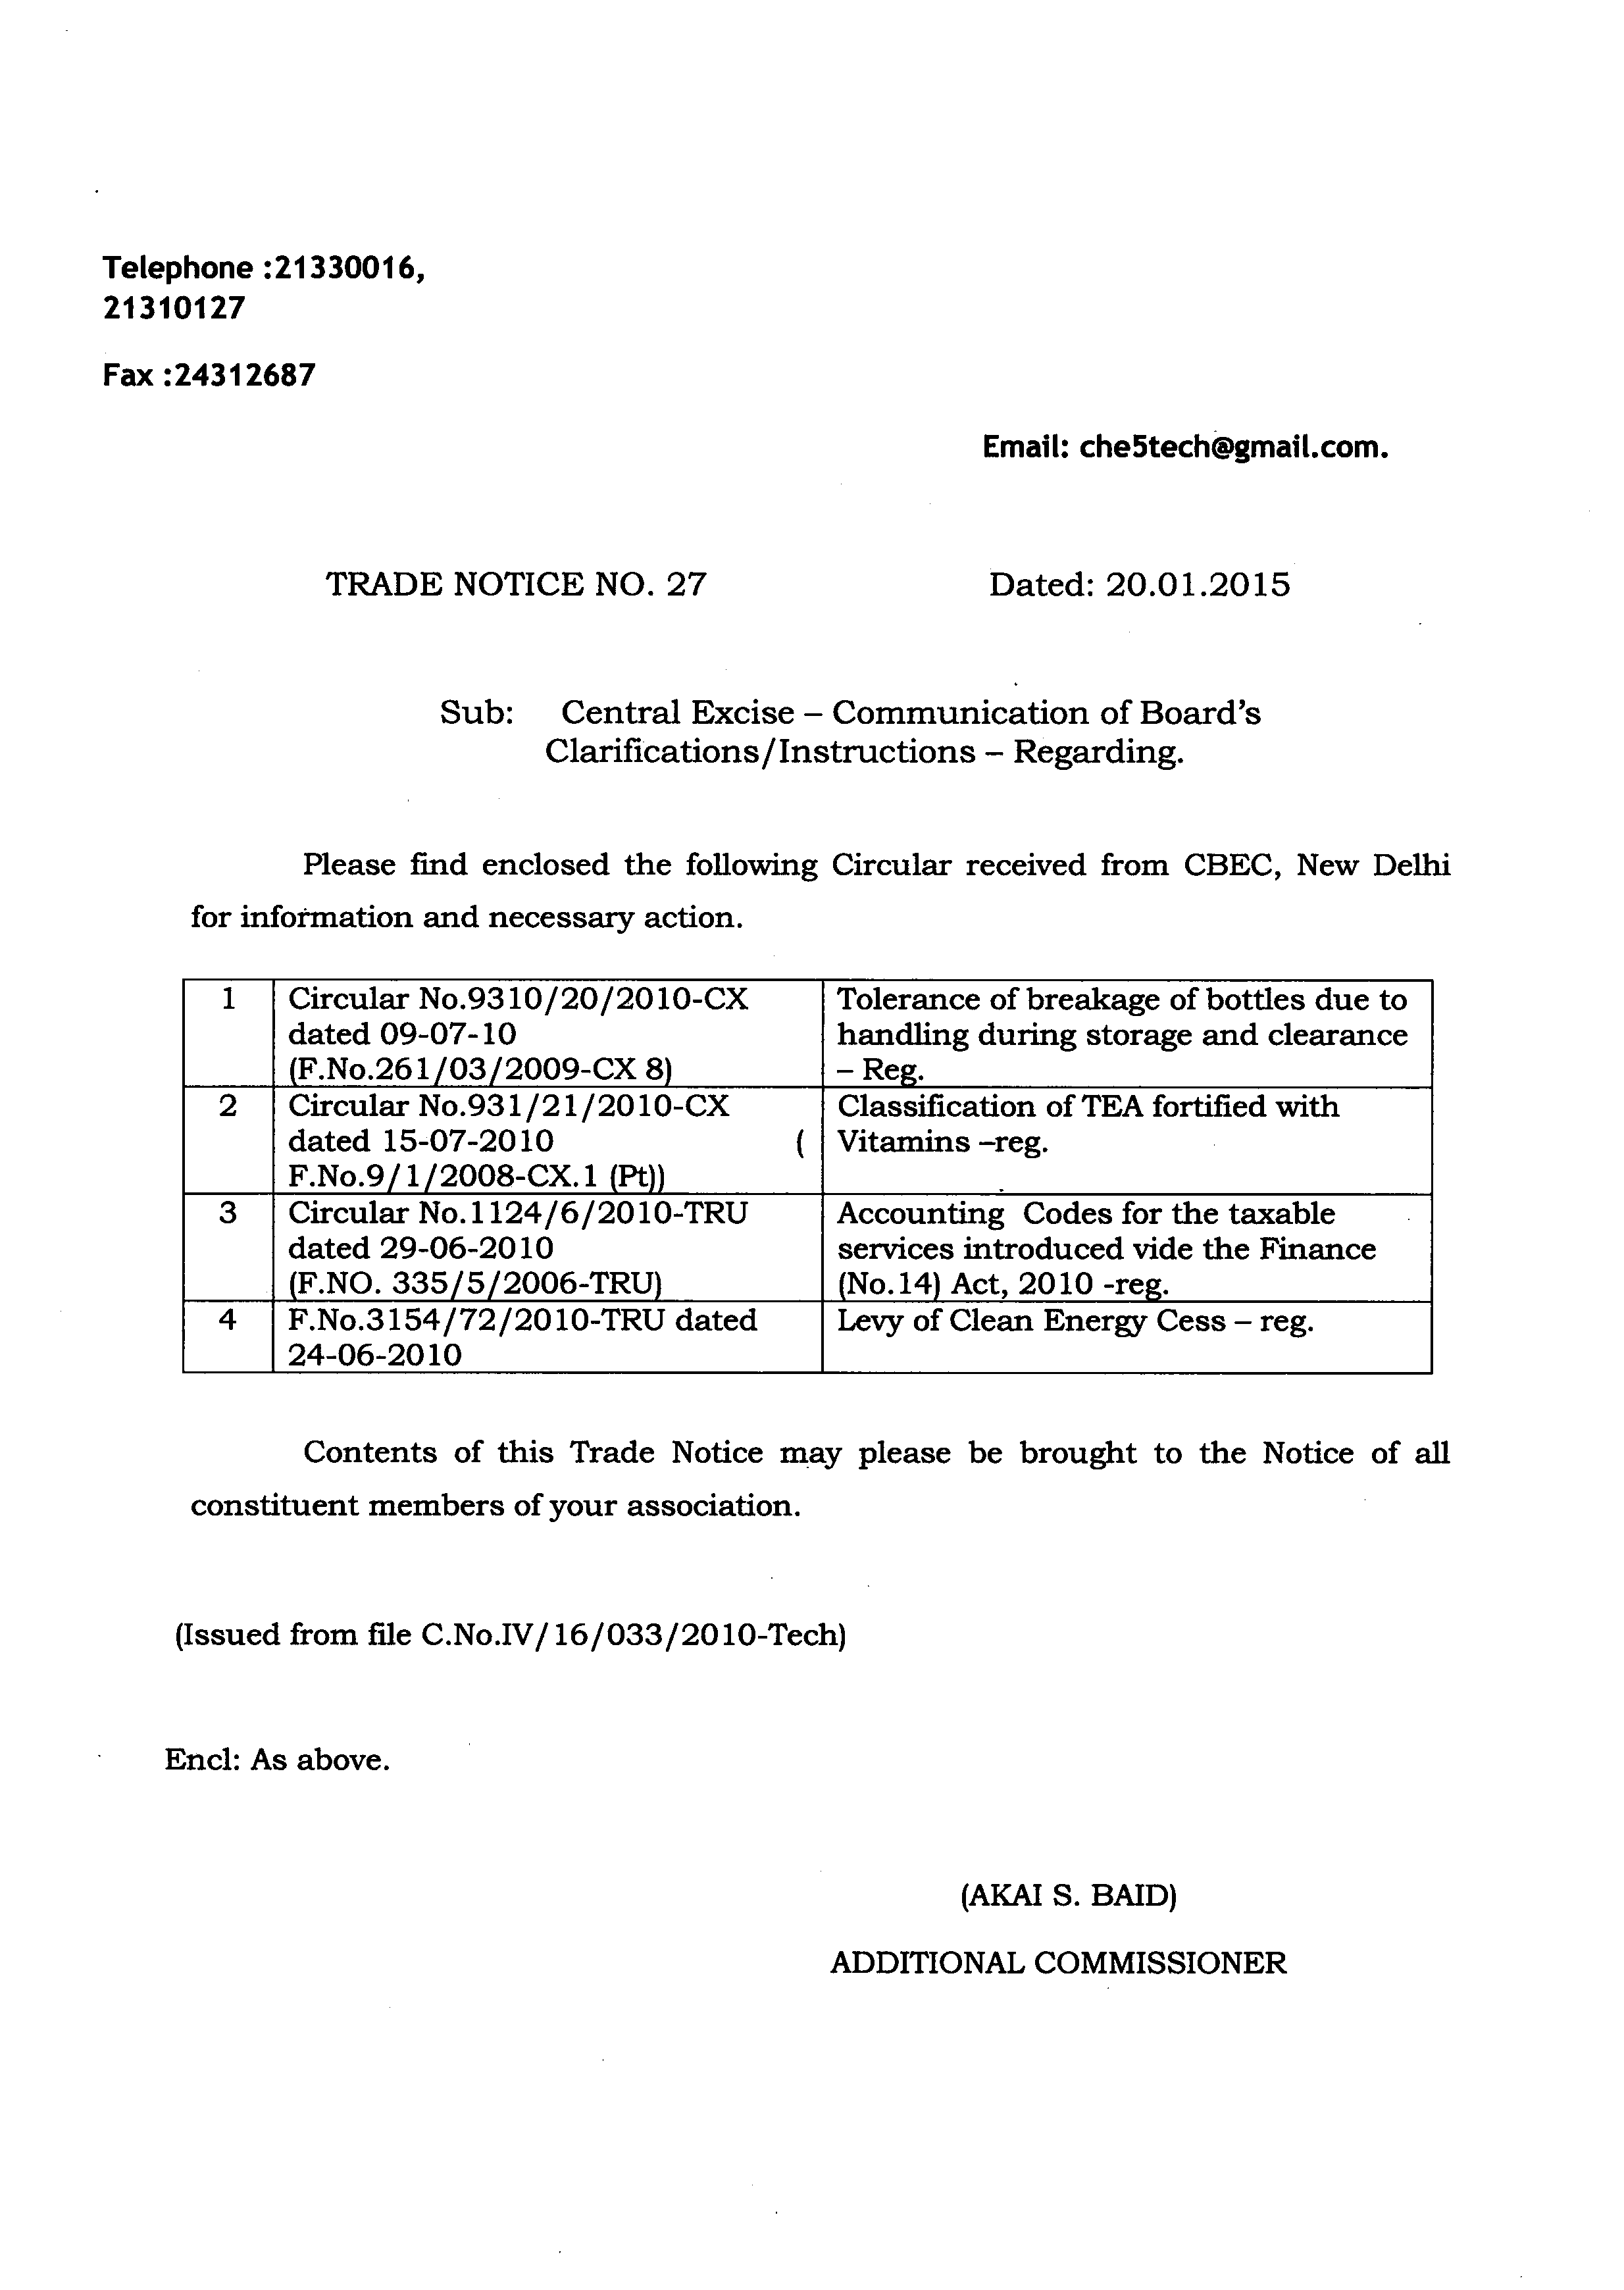 Telephone :21330016,
21310127
Fax :24312687
Email: che5tech@gmail.com.
TRADE NOTICE NO. 27 Dated: 20.01.2015
Sub: Central Excise – Communication of Board's
Clarifications/Instructions – Regarding.
Please find enclosed the following Circular received from CBEC, New Delhi
for information and necessary action.
1 Circular No.9310/20/2010-CX
dated 09-07-10
(F.No.261/03/2009-CX 8)
Tolerance of breakage of bottles due to
handling during storage and clearance
– Reg.
2 Circular No.931/21/2010-CX
dated 15-07-2010 (
F.No.9/1/2008-CX.1 (Pt))
Classification of TEA fortified with
Vitamins –reg.
3 Circular No.1124/6/2010-TRU
dated 29-06-2010
(F.NO. 335/5/2006-TRU)
Accounting Codes for the taxable
services introduced vide the Finance
(No.14) Act, 2010 -reg.
4 F.No.3154/72/2010-TRU dated
24-06-2010
Levy of Clean Energy Cess – reg.
Contents of this Trade Notice may please be brought to the Notice of all
constituent members of your association.
(Issued from file C.No.IV/16/033/2010-Tech)
Encl: As above.
(AKAI S. BAID)
ADDITIONAL COMMISSIONER